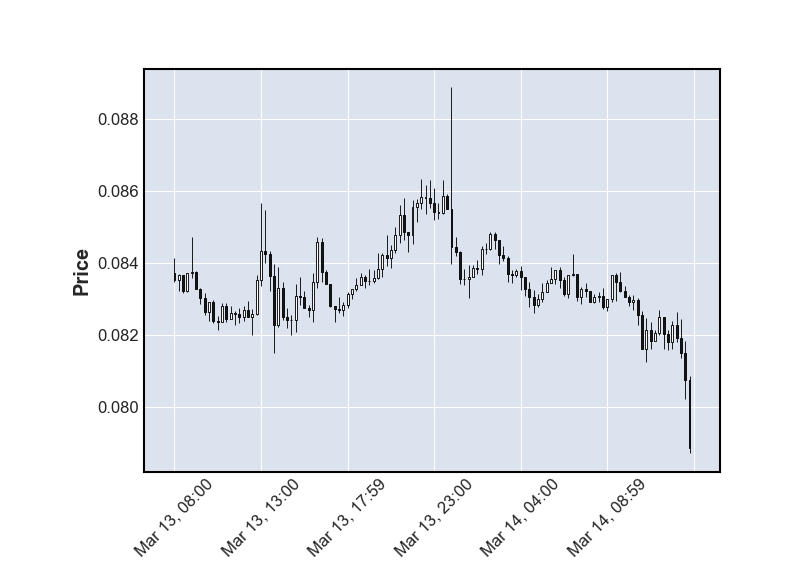 0.088
0.086
0.084
0.082
0.080
Price
Mar 13, 08:00
Mar 13, 13:00
Mar 13, 17:59
Mar 13, 23:00
Mar 14, 04:00
Mar 14, 08:59